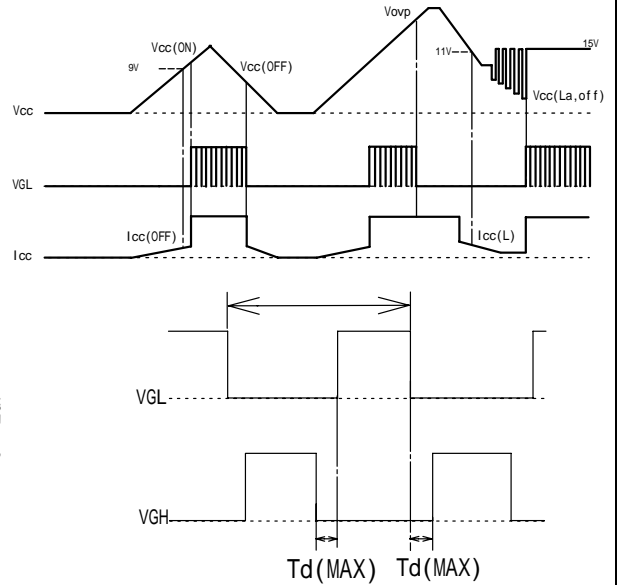 Vovp
Vcc(ON)
15V
9V
11V
Vcc(OFF)
Vcc(La,off)
Vcc
VGL
Icc(OFF)
Icc(L)
Icc
VGL
VGH
Td(MAX) Td(MAX)